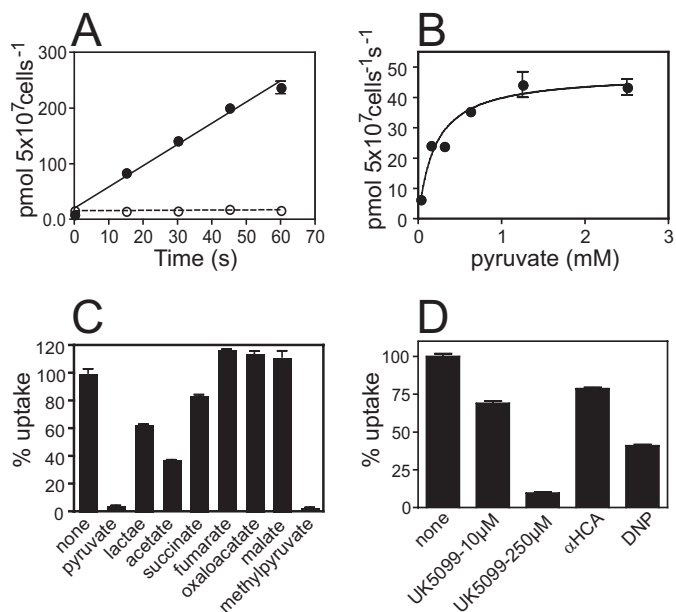 A
pmol 5x10⁷cells⁻¹
300
200
100
0.0
0 10 20 30 40 50 60 70
Time (s)
B
pmol 5x10⁷cells⁻¹s⁻¹
50
40
30
20
10
0
0 1 2 3
pyruvate (mM)
C
% uptake
120
100
80
60
40
20
0
none
pyruvate
lactae
acetate
succinate
fumarate
oxaloacatate
malate
methylpyruvate
D
% uptake
100
75
50
25
0
none
UK5099-10µM
UK5099-250µM
αHCA
DNP